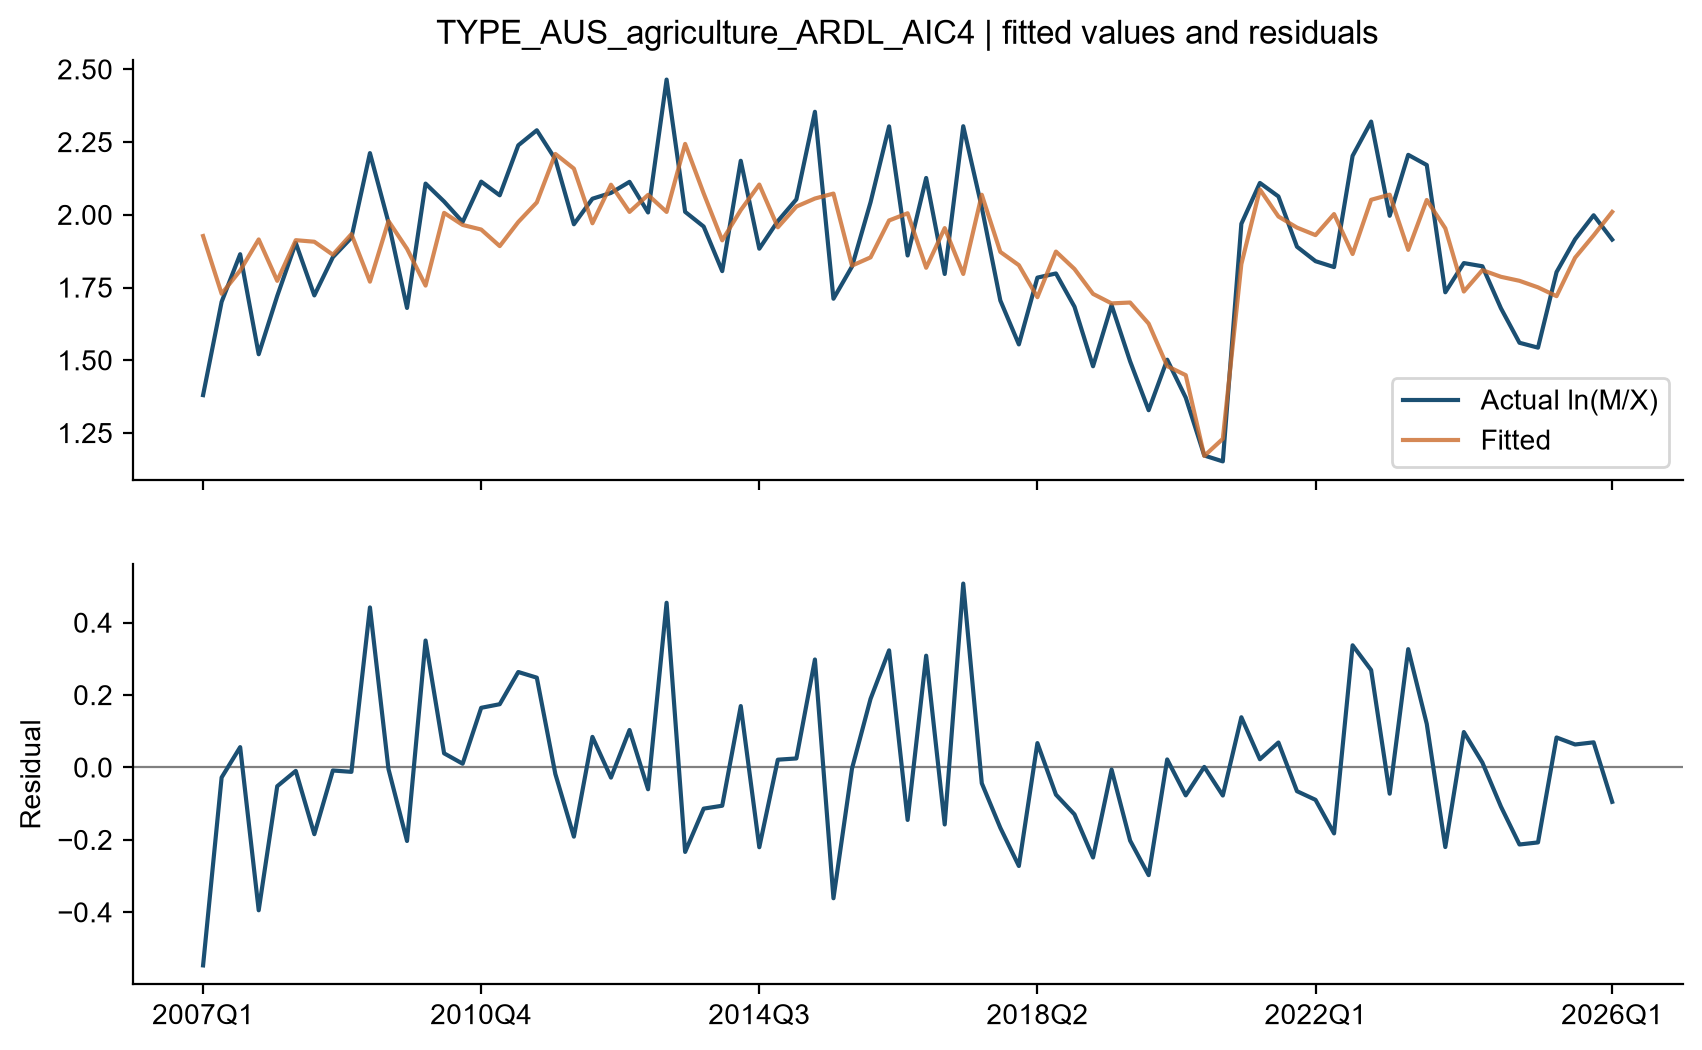 TYPE_AUS_agriculture_ARDL_AIC4 | fitted values and residuals
2.50
2.25
2.00
1.75
1.50
1.25
Actual ln(M/X)
Fitted
Residual
0.4
0.2
0.0
−0.2
−0.4
2007Q1 2010Q4 2014Q3 2018Q2 2022Q1 2026Q1